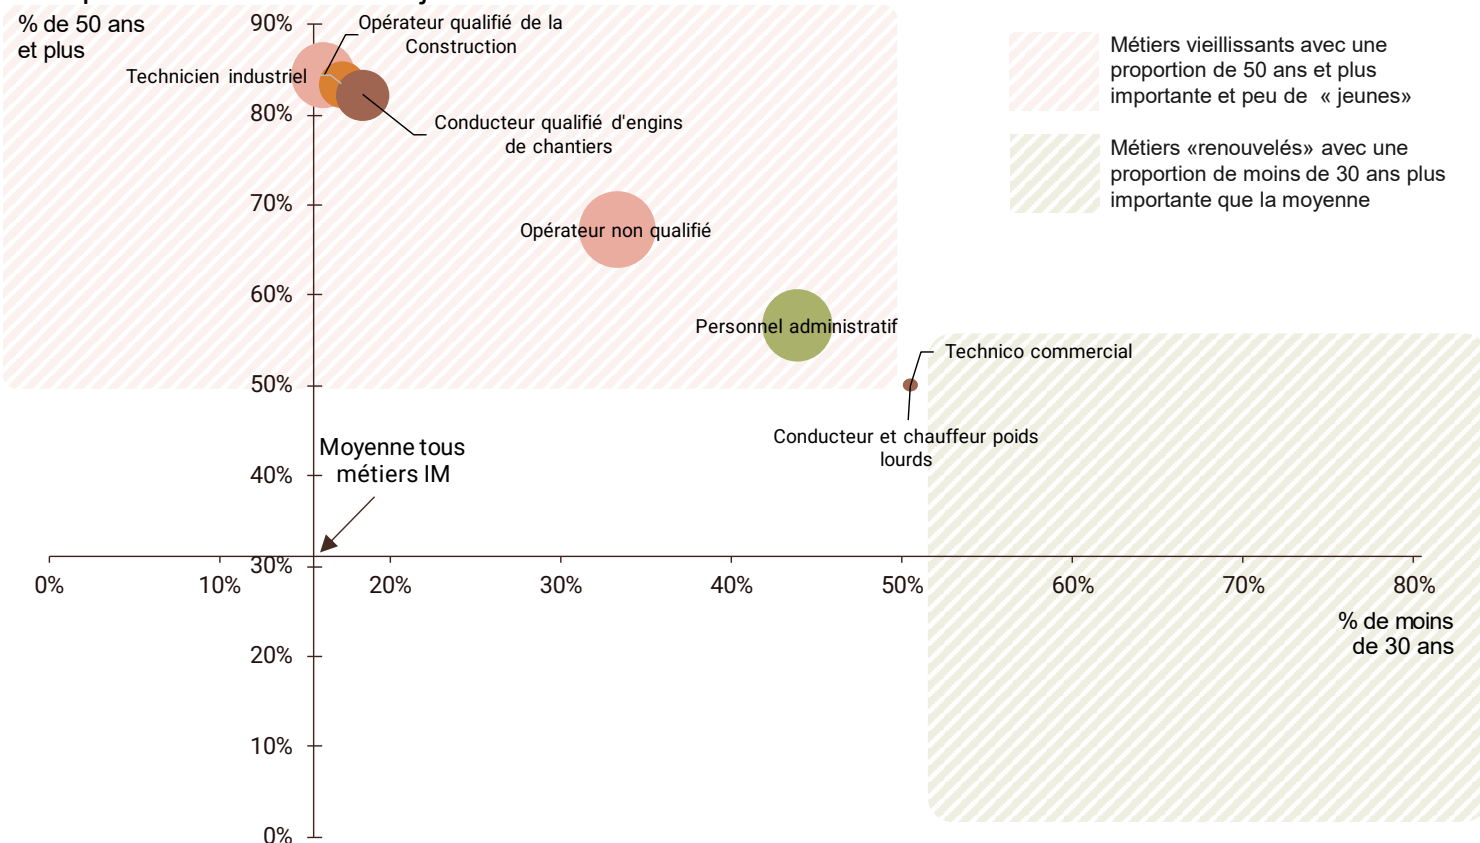 % de 50 ans
et plus
90%
Opérateur qualifié de la
Construction
Technicien industriel
80%
Conducteur qualifié d'engins
de chantiers
70%
Opérateur non qualifié
60%
Personnel administratif
Technico commercial
50%
Conducteur et chauffeur poids
lourds
Moyenne tous
métiers IM
40%
30%
0%
10%
20%
30%
40%
50%
60%
70%
80%
% de moins
de 30 ans
20%
10%
0%
Métiers vieillissants avec une
proportion de 50 ans et plus
importante et peu de « jeunes»
Métiers «renouvelés» avec une
proportion de moins de 30 ans plus
importante que la moyenne